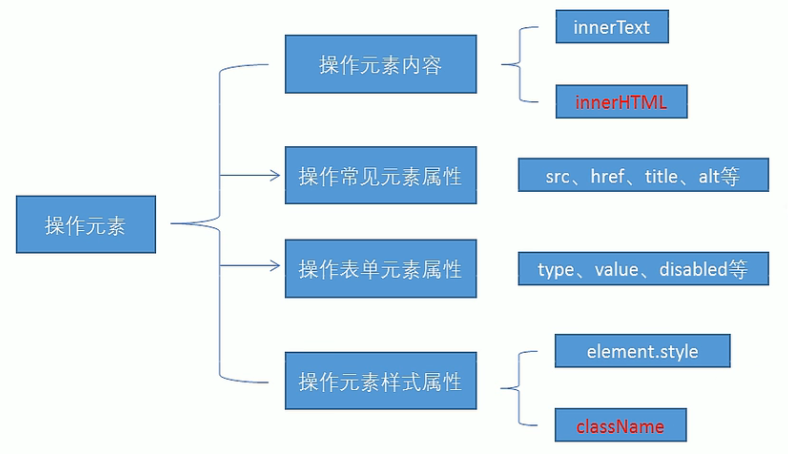 操作元素
操作元素内容
innerText
innerHTML
操作常见元素属性
src、href、title、alt等
操作表单元素属性
type、value、disabled等
操作元素样式属性
element.style
className